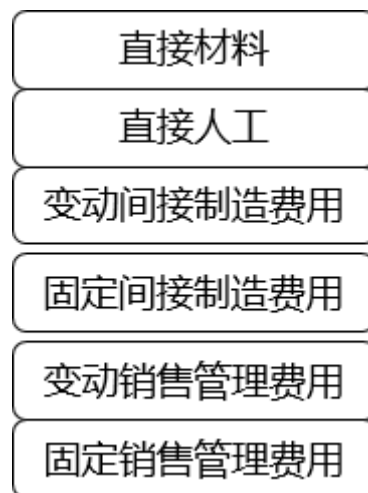 直接材料
直接人工
变动间接制造费用
固定间接制造费用
变动销售管理费用
固定销售管理费用